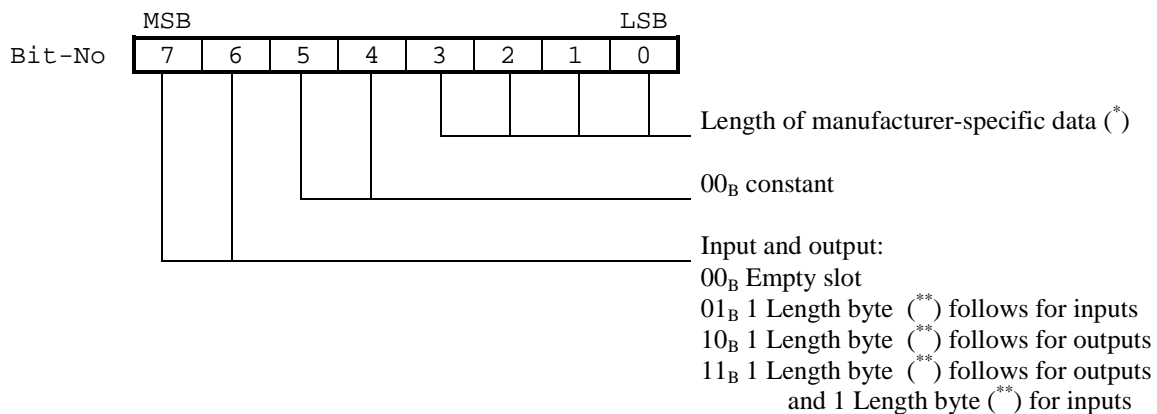 MSB LSB
Bit-No 7 6 5 4 3 2 1 0
Length of manufacturer-specific data (*)
00B constant
Input and output:
00B Empty slot
01B 1 Length byte (**) follows for inputs
10B 1 Length byte (**) follows for outputs
11B 1 Length byte (**) follows for outputs
and 1 Length byte (**) for inputs